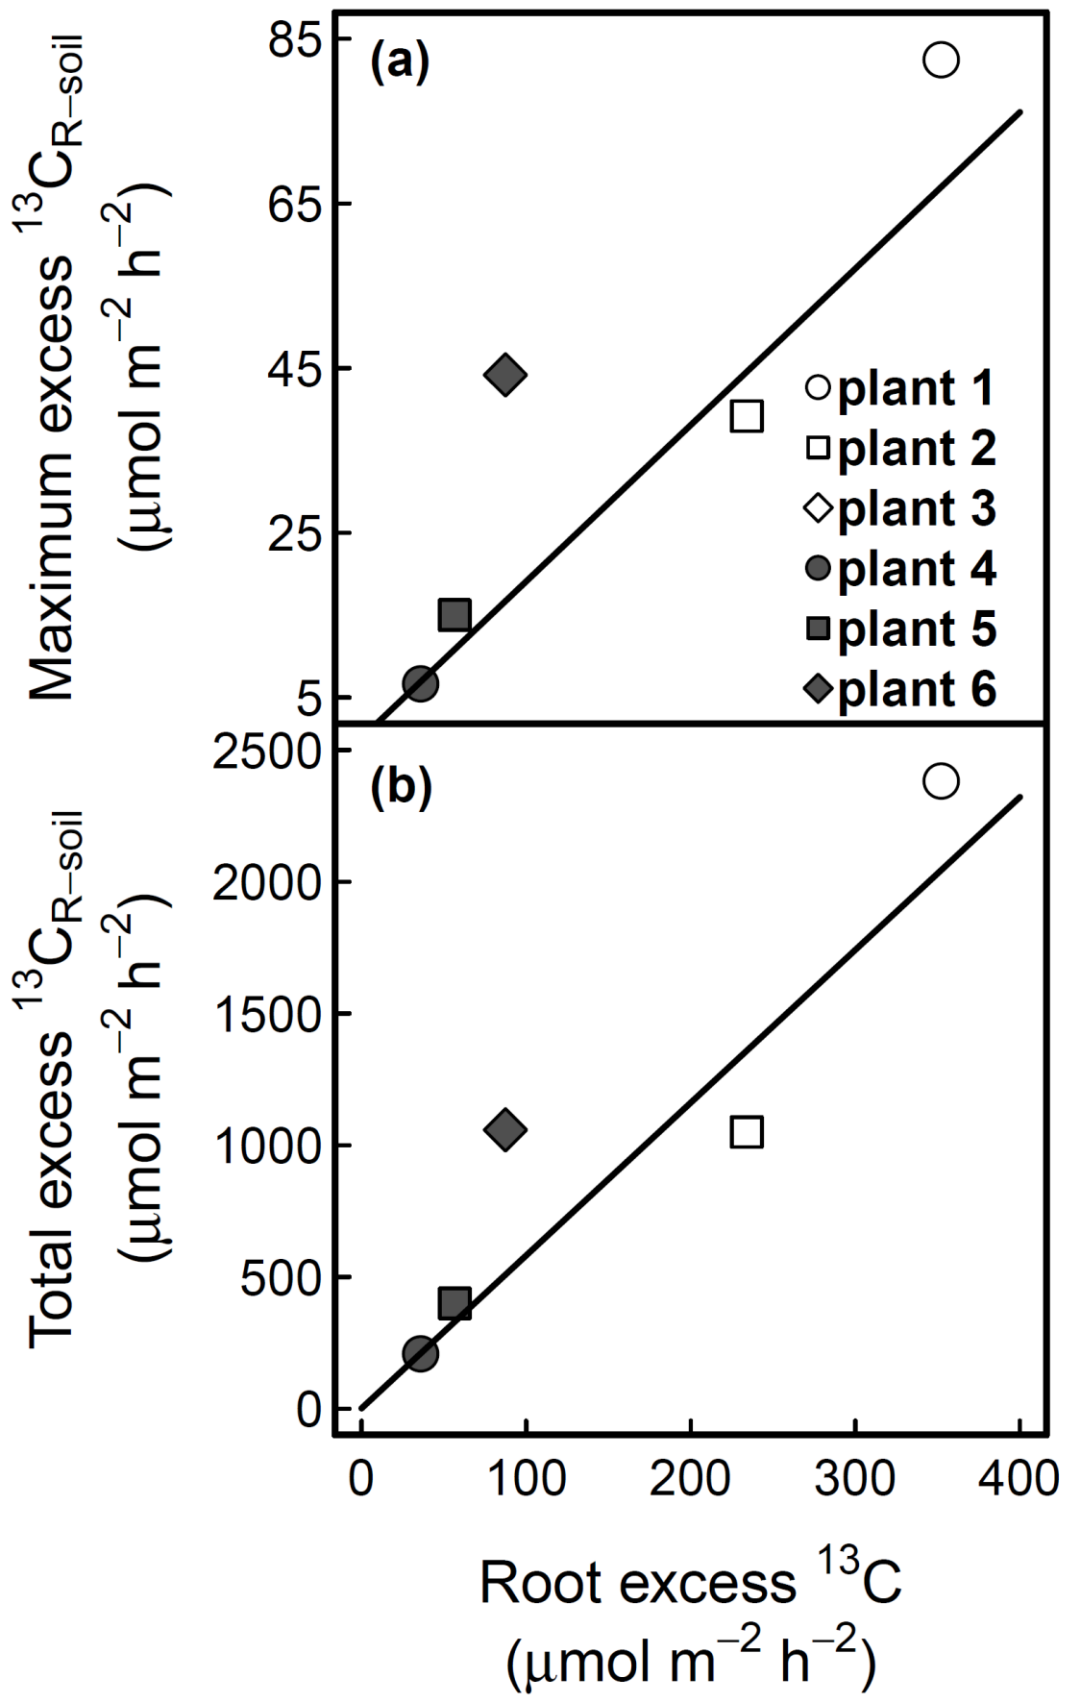 (a)
85
65
45
25
5
Maximum excess ¹³C_R–soil
(μmol m⁻² h⁻²)
plant 1
plant 2
plant 3
plant 4
plant 5
plant 6
(b)
2500
2000
1500
1000
500
0
Total excess ¹³C_R–soil
(μmol m⁻² h⁻²)
0 100 200 300 400
Root excess ¹³C
(μmol m⁻² h⁻²)